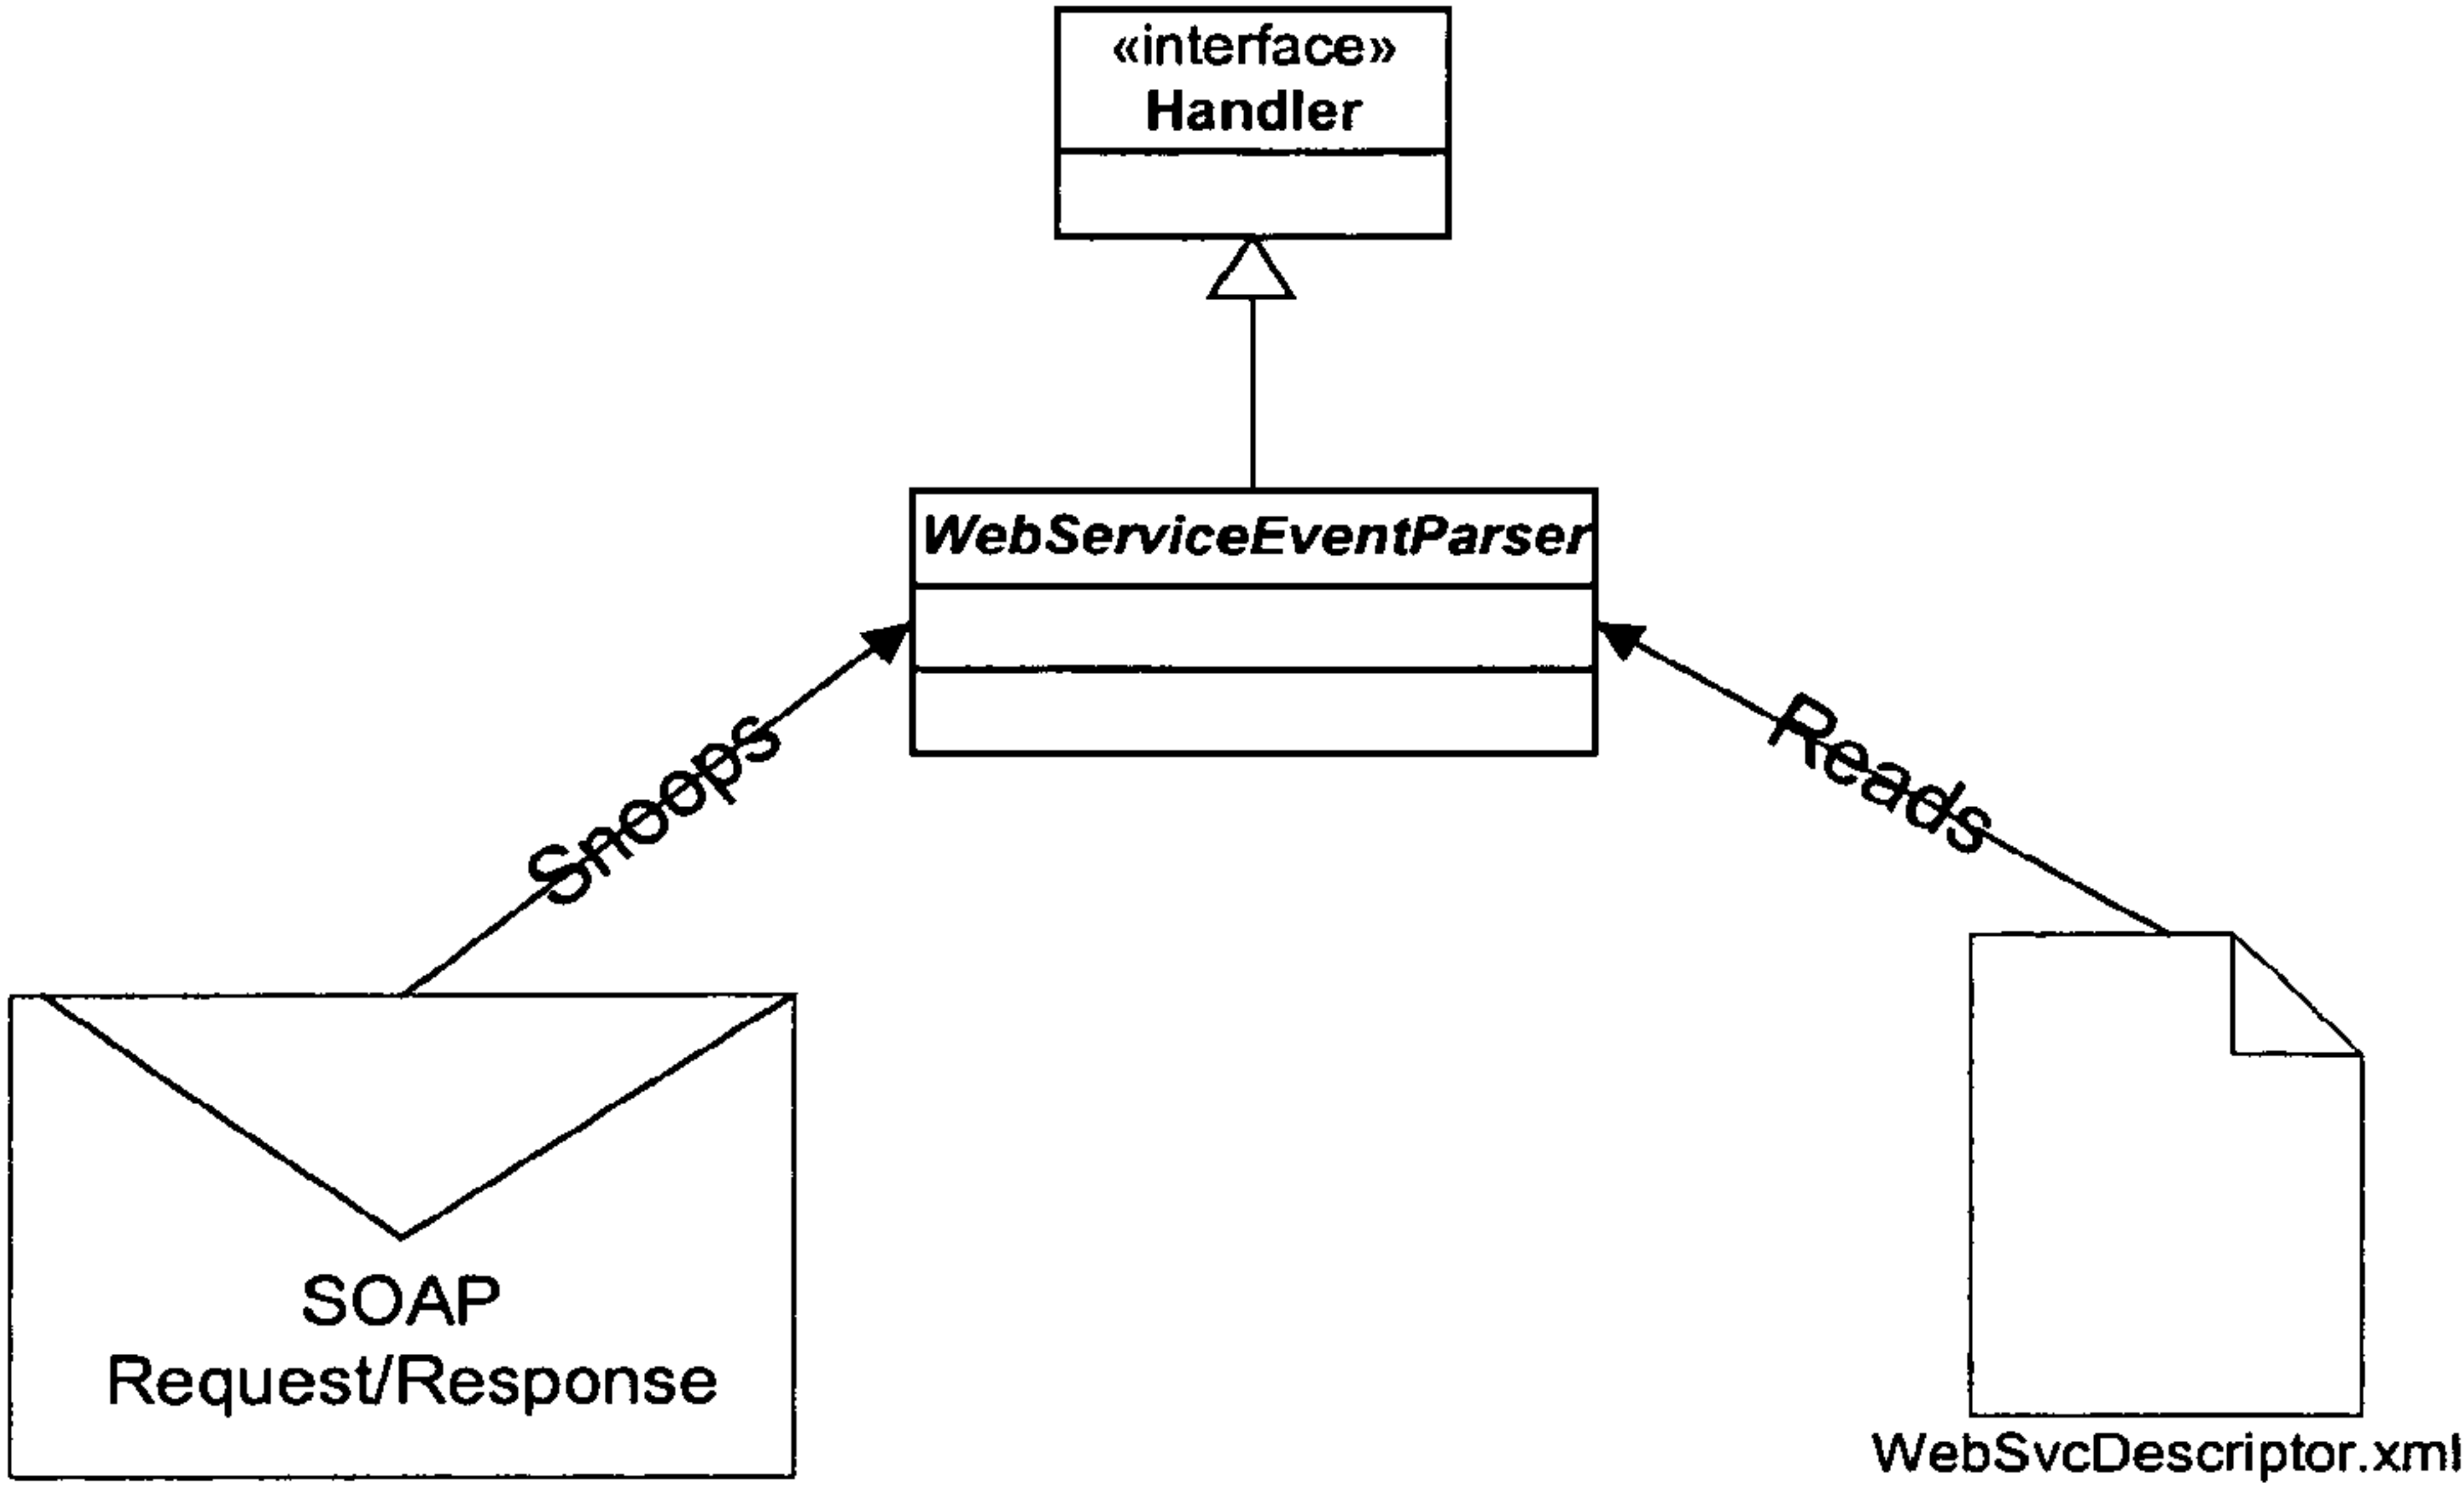 «interface»
Handler
WebServiceEventParser
Snoops
Reads
SOAP
Request/Response
WebSvcDescriptor.xml